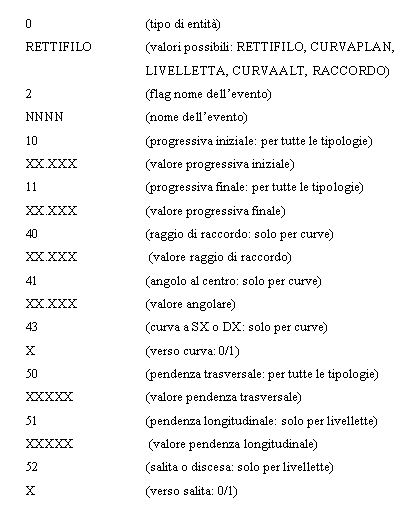 0 (tipo di entità)
RETTIFILO (valori possibili: RETTIFILO, CURVAPLAN,
LIVELLETTA, CURVAALT, RACCORDO)
2 (flag nome dell'evento)
NNNN (nome dell'evento)
10 (progressiva iniziale: per tutte le tipologie)
XX.XXX (valore progressiva iniziale)
11 (progressiva finale: per tutte le tipologie)
XX.XXX (valore progressiva finale)
40 (raggio di raccordo: solo per curve)
XX.XXX (valore raggio di raccordo)
41 (angolo al centro: solo per curve)
XX.XXX (valore angolare)
43 (curva a SX o DX: solo per curve)
X (verso curva: 0/1)
50 (pendenza trasversale: per tutte le tipologie)
XXXXX (valore pendenza trasversale)
51 (pendenza longitudinale: solo per livellette)
XXXXX (valore pendenza longitudinale)
52 (salita o discesa: solo per livellette)
X (verso salita: 0/1)